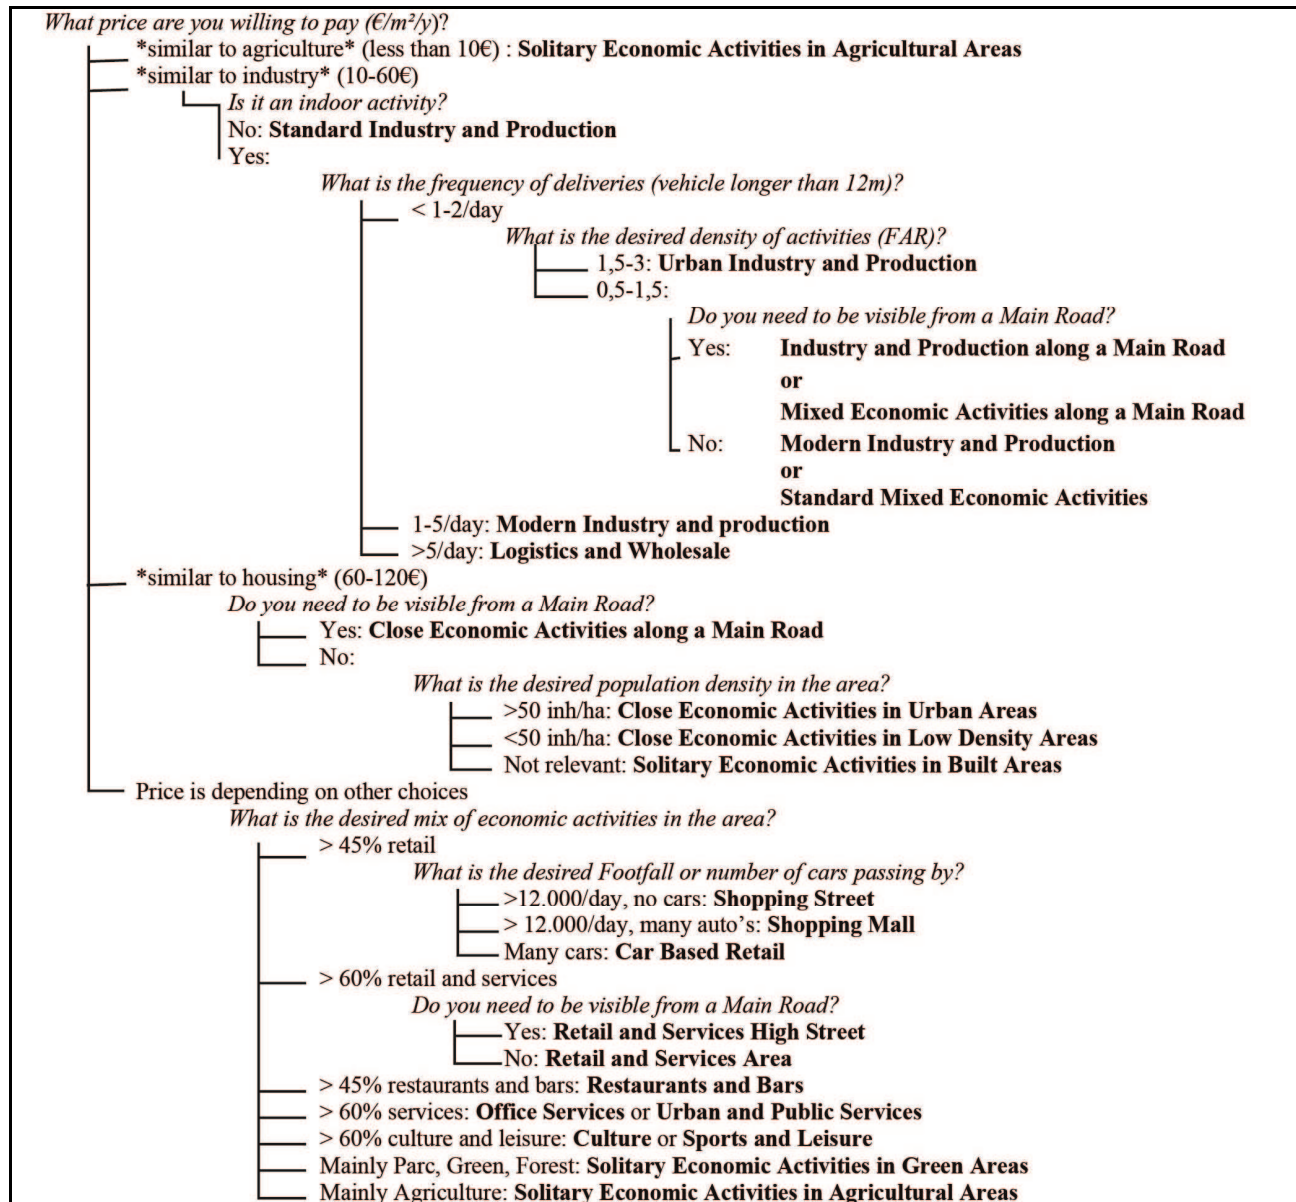 What price are you willing to pay (€/m²/y)?
*similar to agriculture* (less than 10€) : Solitary Economic Activities in Agricultural Areas
*similar to industry* (10-60€)
Is it an indoor activity?
No: Standard Industry and Production
Yes:
What is the frequency of deliveries (vehicle longer than 12m)?
< 1-2/day
What is the desired density of activities (FAR)?
1,5-3: Urban Industry and Production
0,5-1,5:
Do you need to be visible from a Main Road?
Yes: Industry and Production along a Main Road
or
Mixed Economic Activities along a Main Road
No: Modern Industry and Production
or
Standard Mixed Economic Activities
1-5/day: Modern Industry and production
>5/day: Logistics and Wholesale
*similar to housing* (60-120€)
Do you need to be visible from a Main Road?
Yes: Close Economic Activities along a Main Road
No:
What is the desired population density in the area?
>50 inh/ha: Close Economic Activities in Urban Areas
<50 inh/ha: Close Economic Activities in Low Density Areas
Not relevant: Solitary Economic Activities in Built Areas
Price is depending on other choices
What is the desired mix of economic activities in the area?
> 45% retail
What is the desired Footfall or number of cars passing by?
>12.000/day, no cars: Shopping Street
> 12.000/day, many auto's: Shopping Mall
Many cars: Car Based Retail
> 60% retail and services
Do you need to be visible from a Main Road?
Yes: Retail and Services High Street
No: Retail and Services Area
> 45% restaurants and bars: Restaurants and Bars
> 60% services: Office Services or Urban and Public Services
> 60% culture and leisure: Culture or Sports and Leisure
Mainly Parc, Green, Forest: Solitary Economic Activities in Green Areas
Mainly Agriculture: Solitary Economic Activities in Agricultural Areas